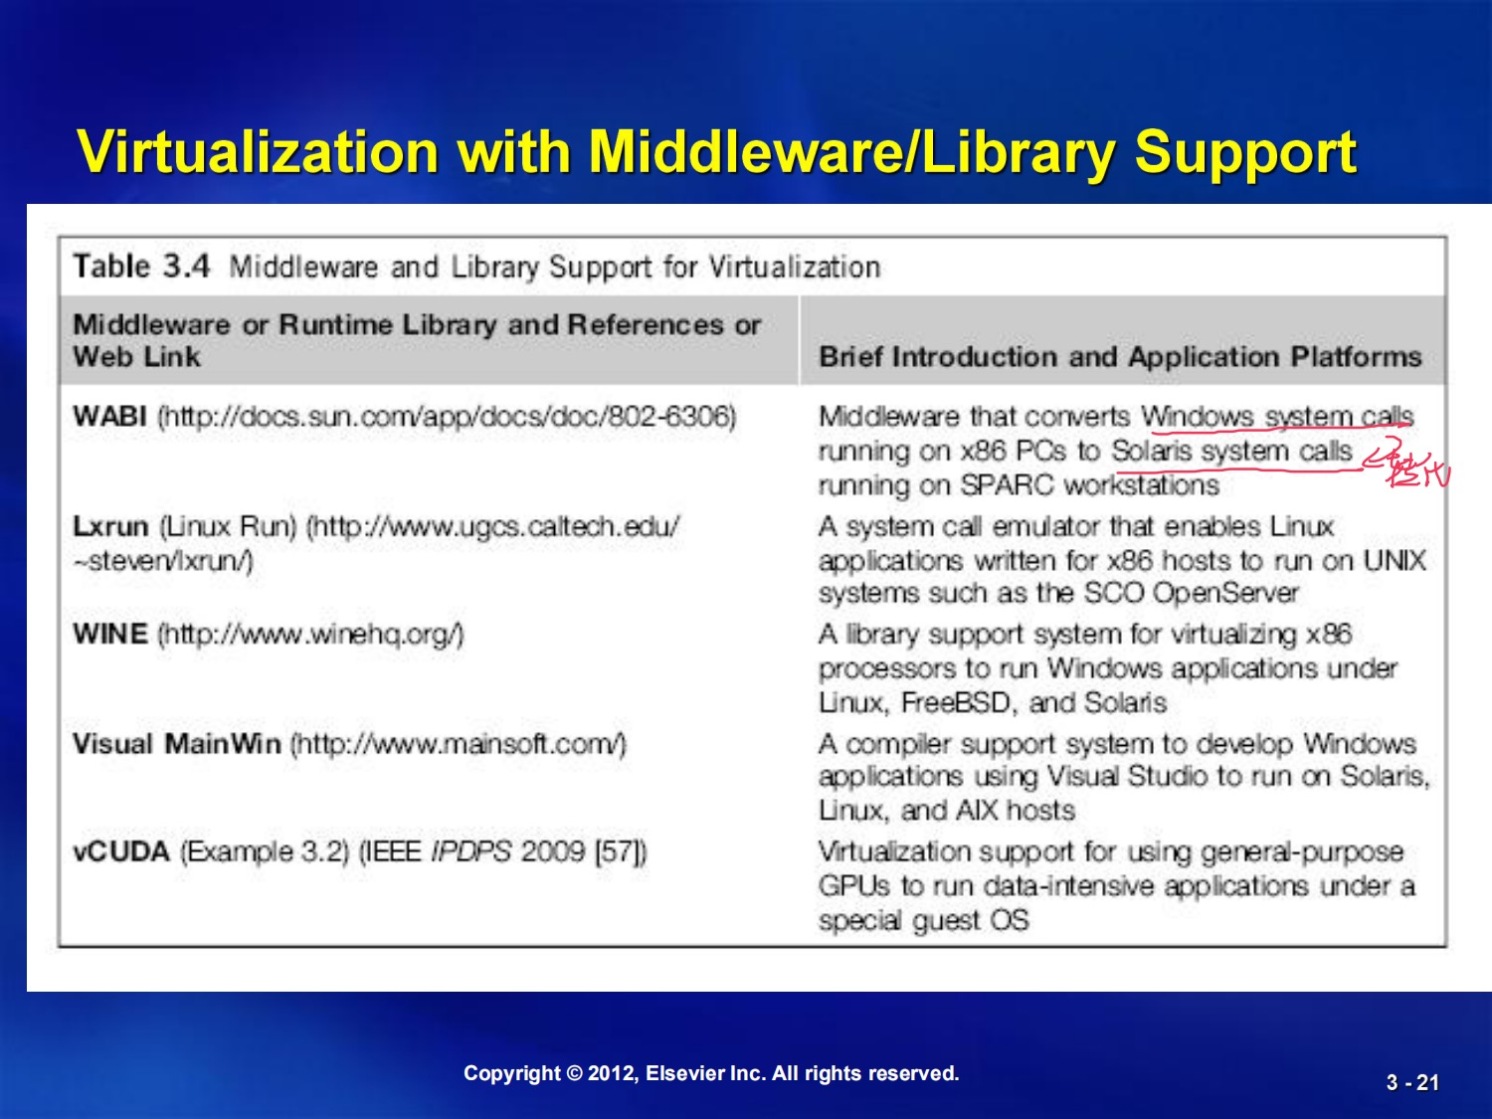 Virtualization with Middleware/Library Support
Table 3.4 Middleware and Library Support for Virtualization
Middleware or Runtime Library and References or
Web Link
Brief Introduction and Application Platforms
WABI (http://docs.sun.com/app/docs/doc/802-6306)
Middleware that converts Windows system calls
running on x86 PCs to Solaris system calls
running on SPARC workstations
Lxrun (Linux Run) (http://www.ugcs.caltech.edu/
~steven/lxrun/)
A system call emulator that enables Linux
applications written for x86 hosts to run on UNIX
systems such as the SCO OpenServer
WINE (http://www.winehq.org/)
A library support system for virtualizing x86
processors to run Windows applications under
Linux, FreeBSD, and Solaris
Visual MainWin (http://www.mainsoft.com/)
A compiler support system to develop Windows
applications using Visual Studio to run on Solaris,
Linux, and AIX hosts
vCUDA (Example 3.2) (IEEE IPDPS 2009 [57])
Virtualization support for using general-purpose
GPUs to run data-intensive applications under a
special guest OS
Copyright © 2012, Elsevier Inc. All rights reserved.
3 - 21